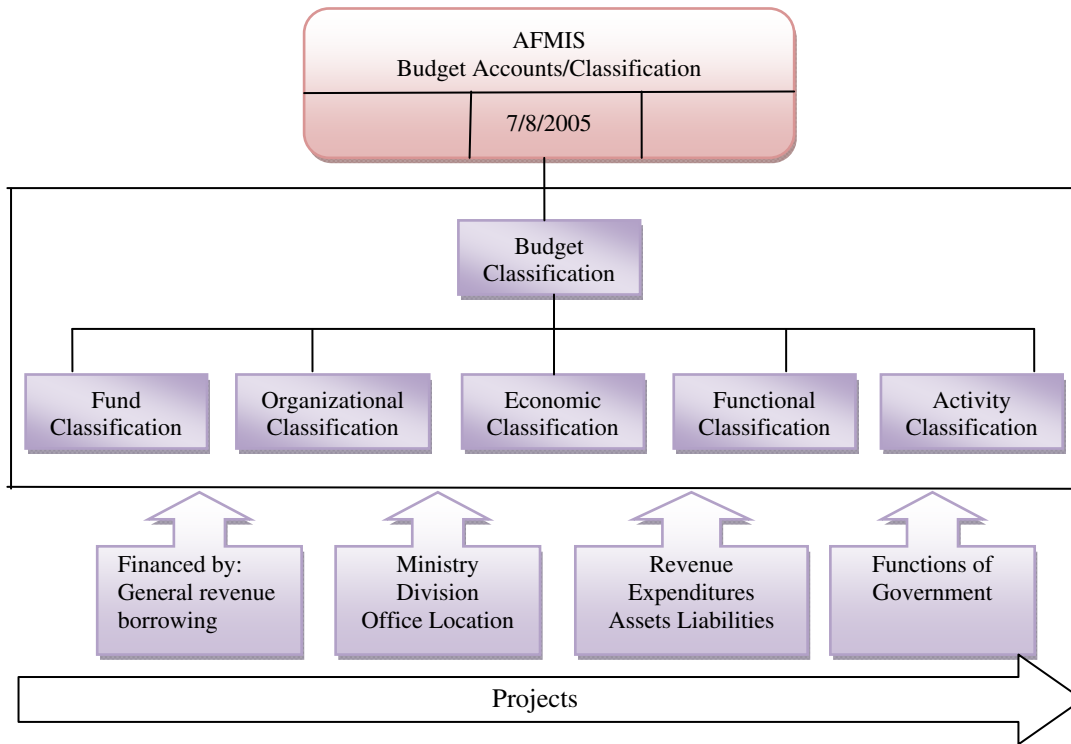 AFMIS
Budget Accounts/Classification
7/8/2005
Budget
Classification
Fund
Classification
Organizational
Classification
Economic
Classification
Functional
Classification
Activity
Classification
Financed by:
General revenue
borrowing
Ministry
Division
Office Location
Revenue
Expenditures
Assets Liabilities
Functions of
Government
Projects